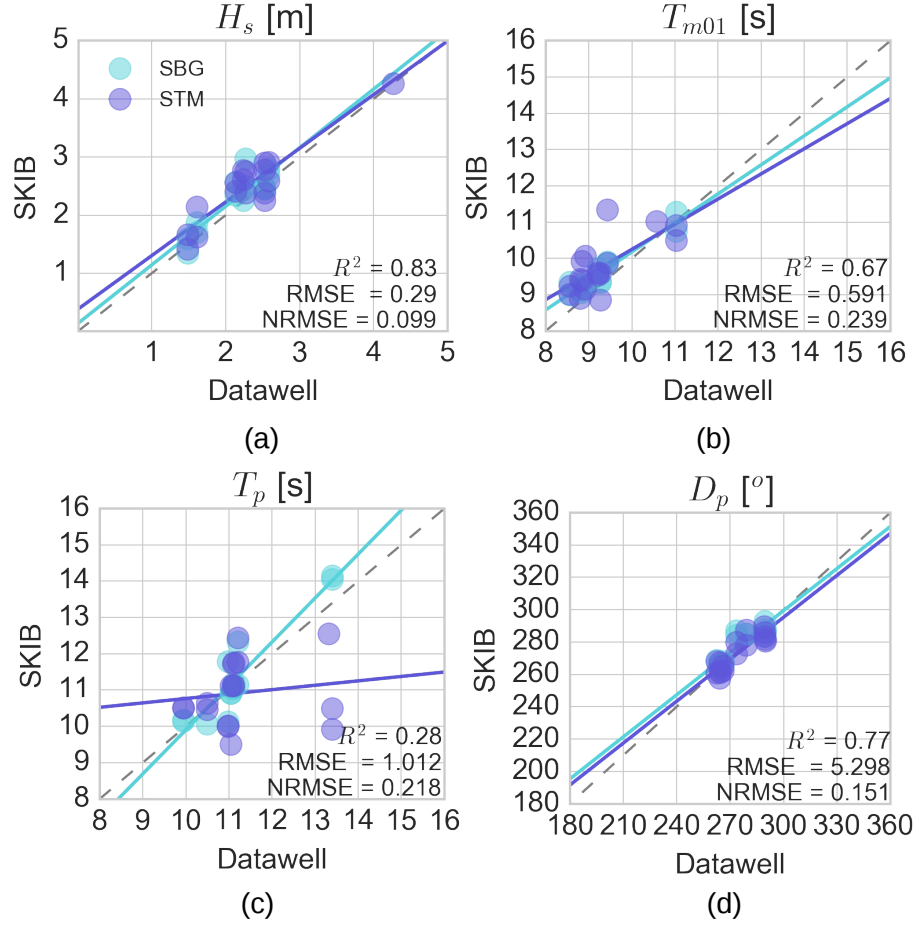 H_s [m]
5
4
3
2
1
SKIB
SBG
STM
R² = 0.83
RMSE = 0.29
NRMSE = 0.099
1 2 3 4 5
Datawell
(a)
T_m01 [s]
16
15
14
13
12
11
10
9
8
SKIB
R² = 0.67
RMSE = 0.591
NRMSE = 0.239
8 9 10 11 12 13 14 15 16
Datawell
(b)
T_p [s]
16
15
14
13
12
11
10
9
8
SKIB
R² = 0.28
RMSE = 1.012
NRMSE = 0.218
8 9 10 11 12 13 14 15 16
Datawell
(c)
D_p [°]
360
340
320
300
280
260
240
220
200
180
SKIB
R² = 0.77
RMSE = 5.298
NRMSE = 0.151
180 210 240 270 300 330 360
Datawell
(d)